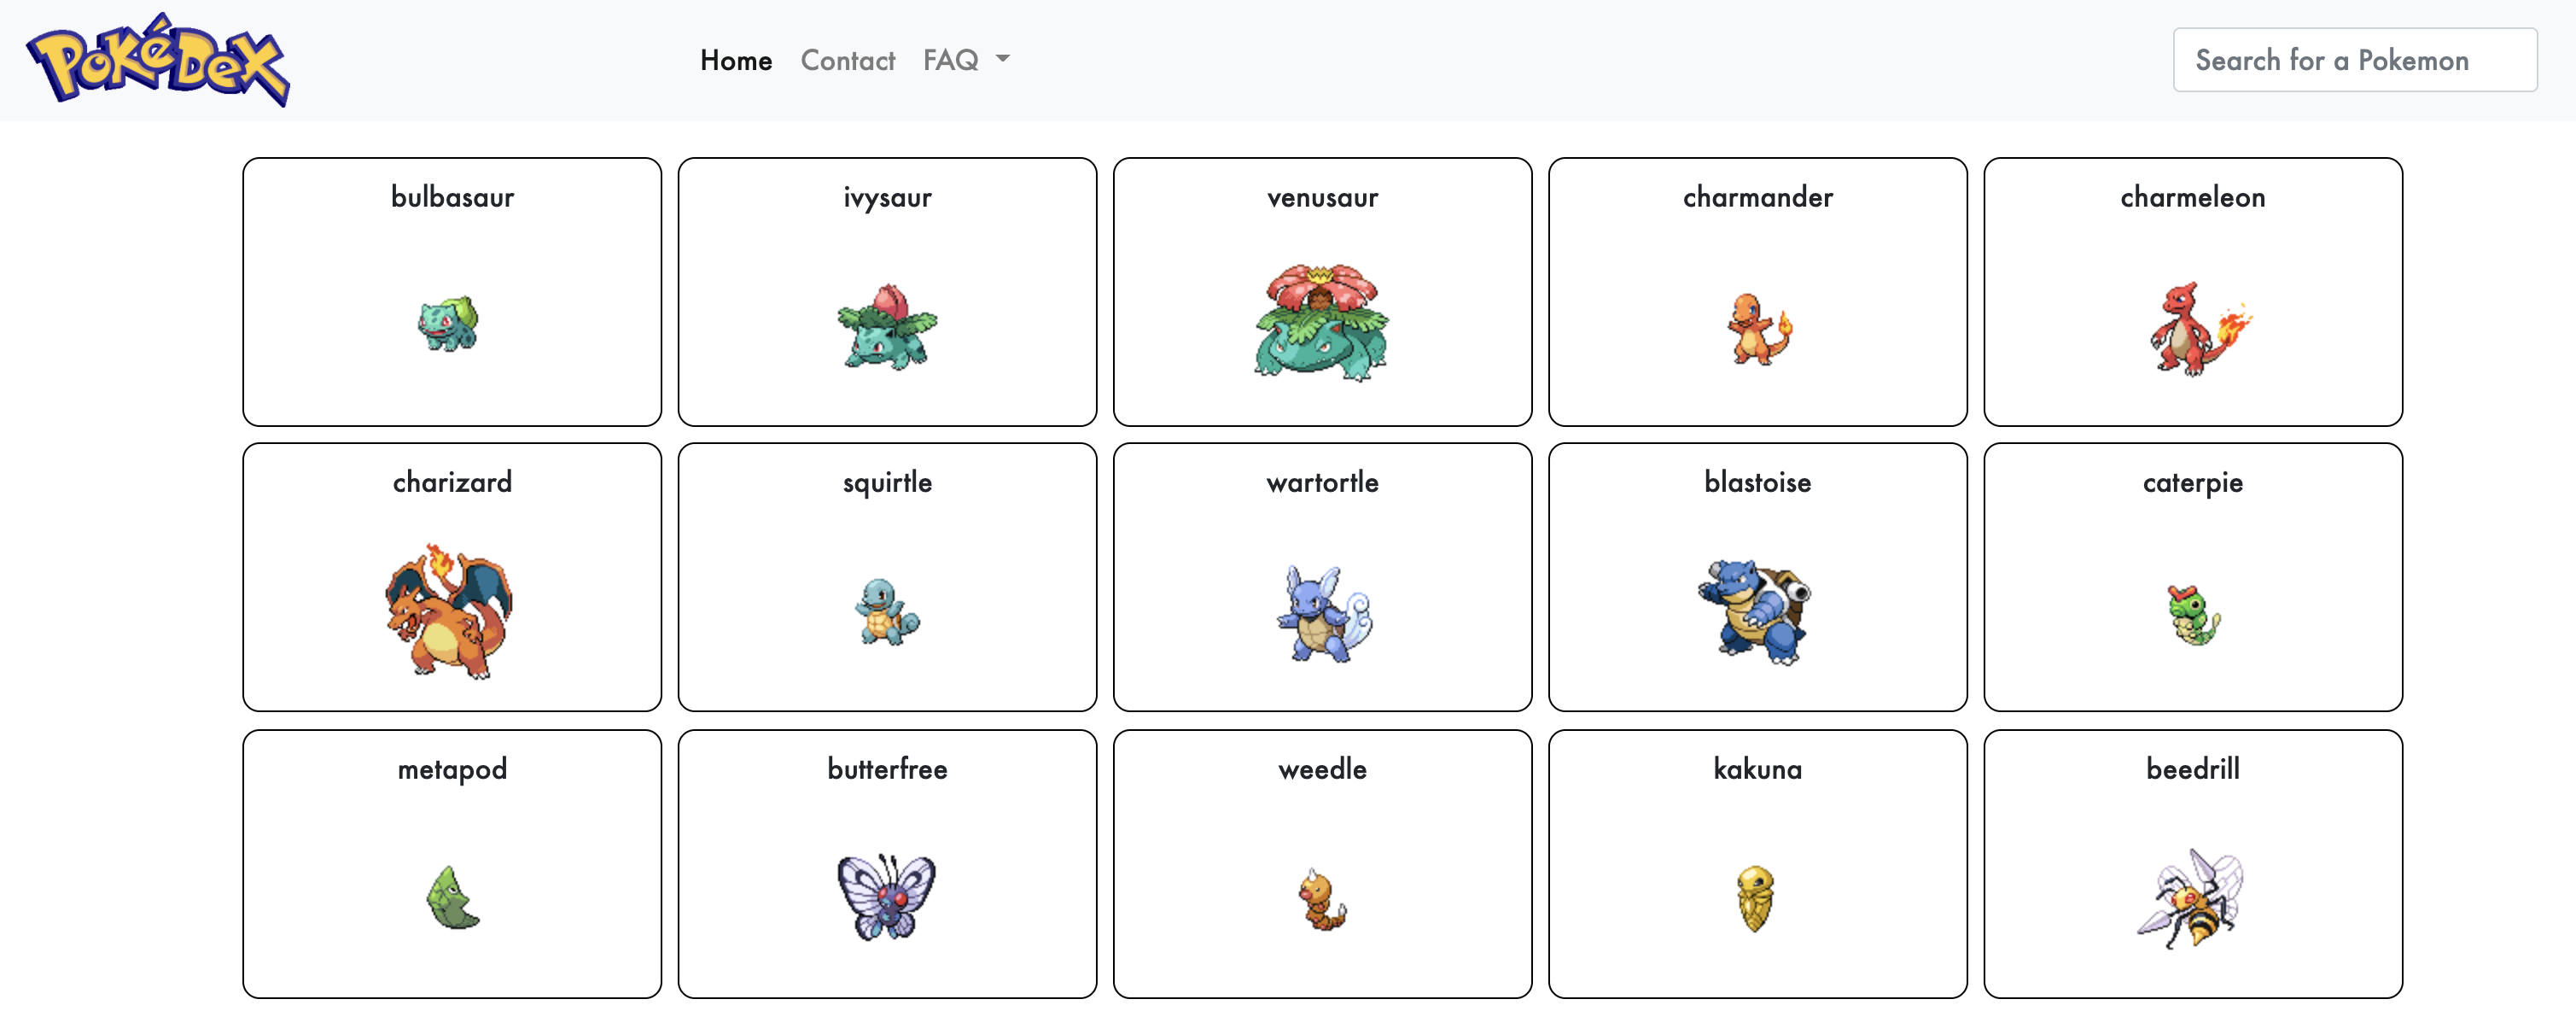 PoKéDeX
Home Contact FAQ
Search for a Pokemon
bulbasaur
ivysaur
venusaur
charmander
charmeleon
charizard
squirtle
wartortle
blastoise
caterpie
metapod
butterfree
weedle
kakuna
beedrill